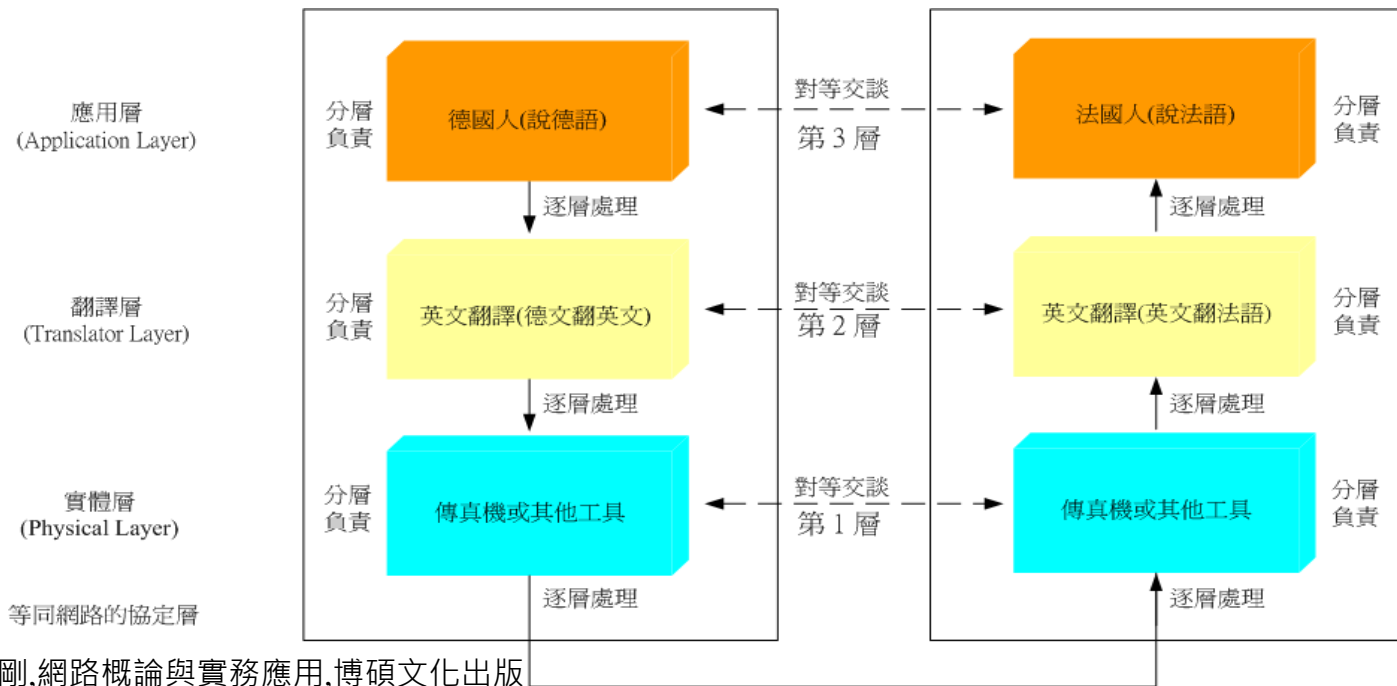 應用層
(Application Layer)
分層
負責
德國人(說德語)
對等交談
第 3 層
法國人(說法語)
分層
負責
逐層處理
逐層處理
翻譯層
(Translator Layer)
分層
負責
英文翻譯(德文翻英文)
對等交談
第 2 層
英文翻譯(英文翻法語)
分層
負責
逐層處理
逐層處理
實體層
(Physical Layer)
分層
負責
傳真機或其他工具
對等交談
第 1 層
傳真機或其他工具
分層
負責
逐層處理
逐層處理
等同網路的協定層
剛,網路概論與實務應用,博碩文化出版